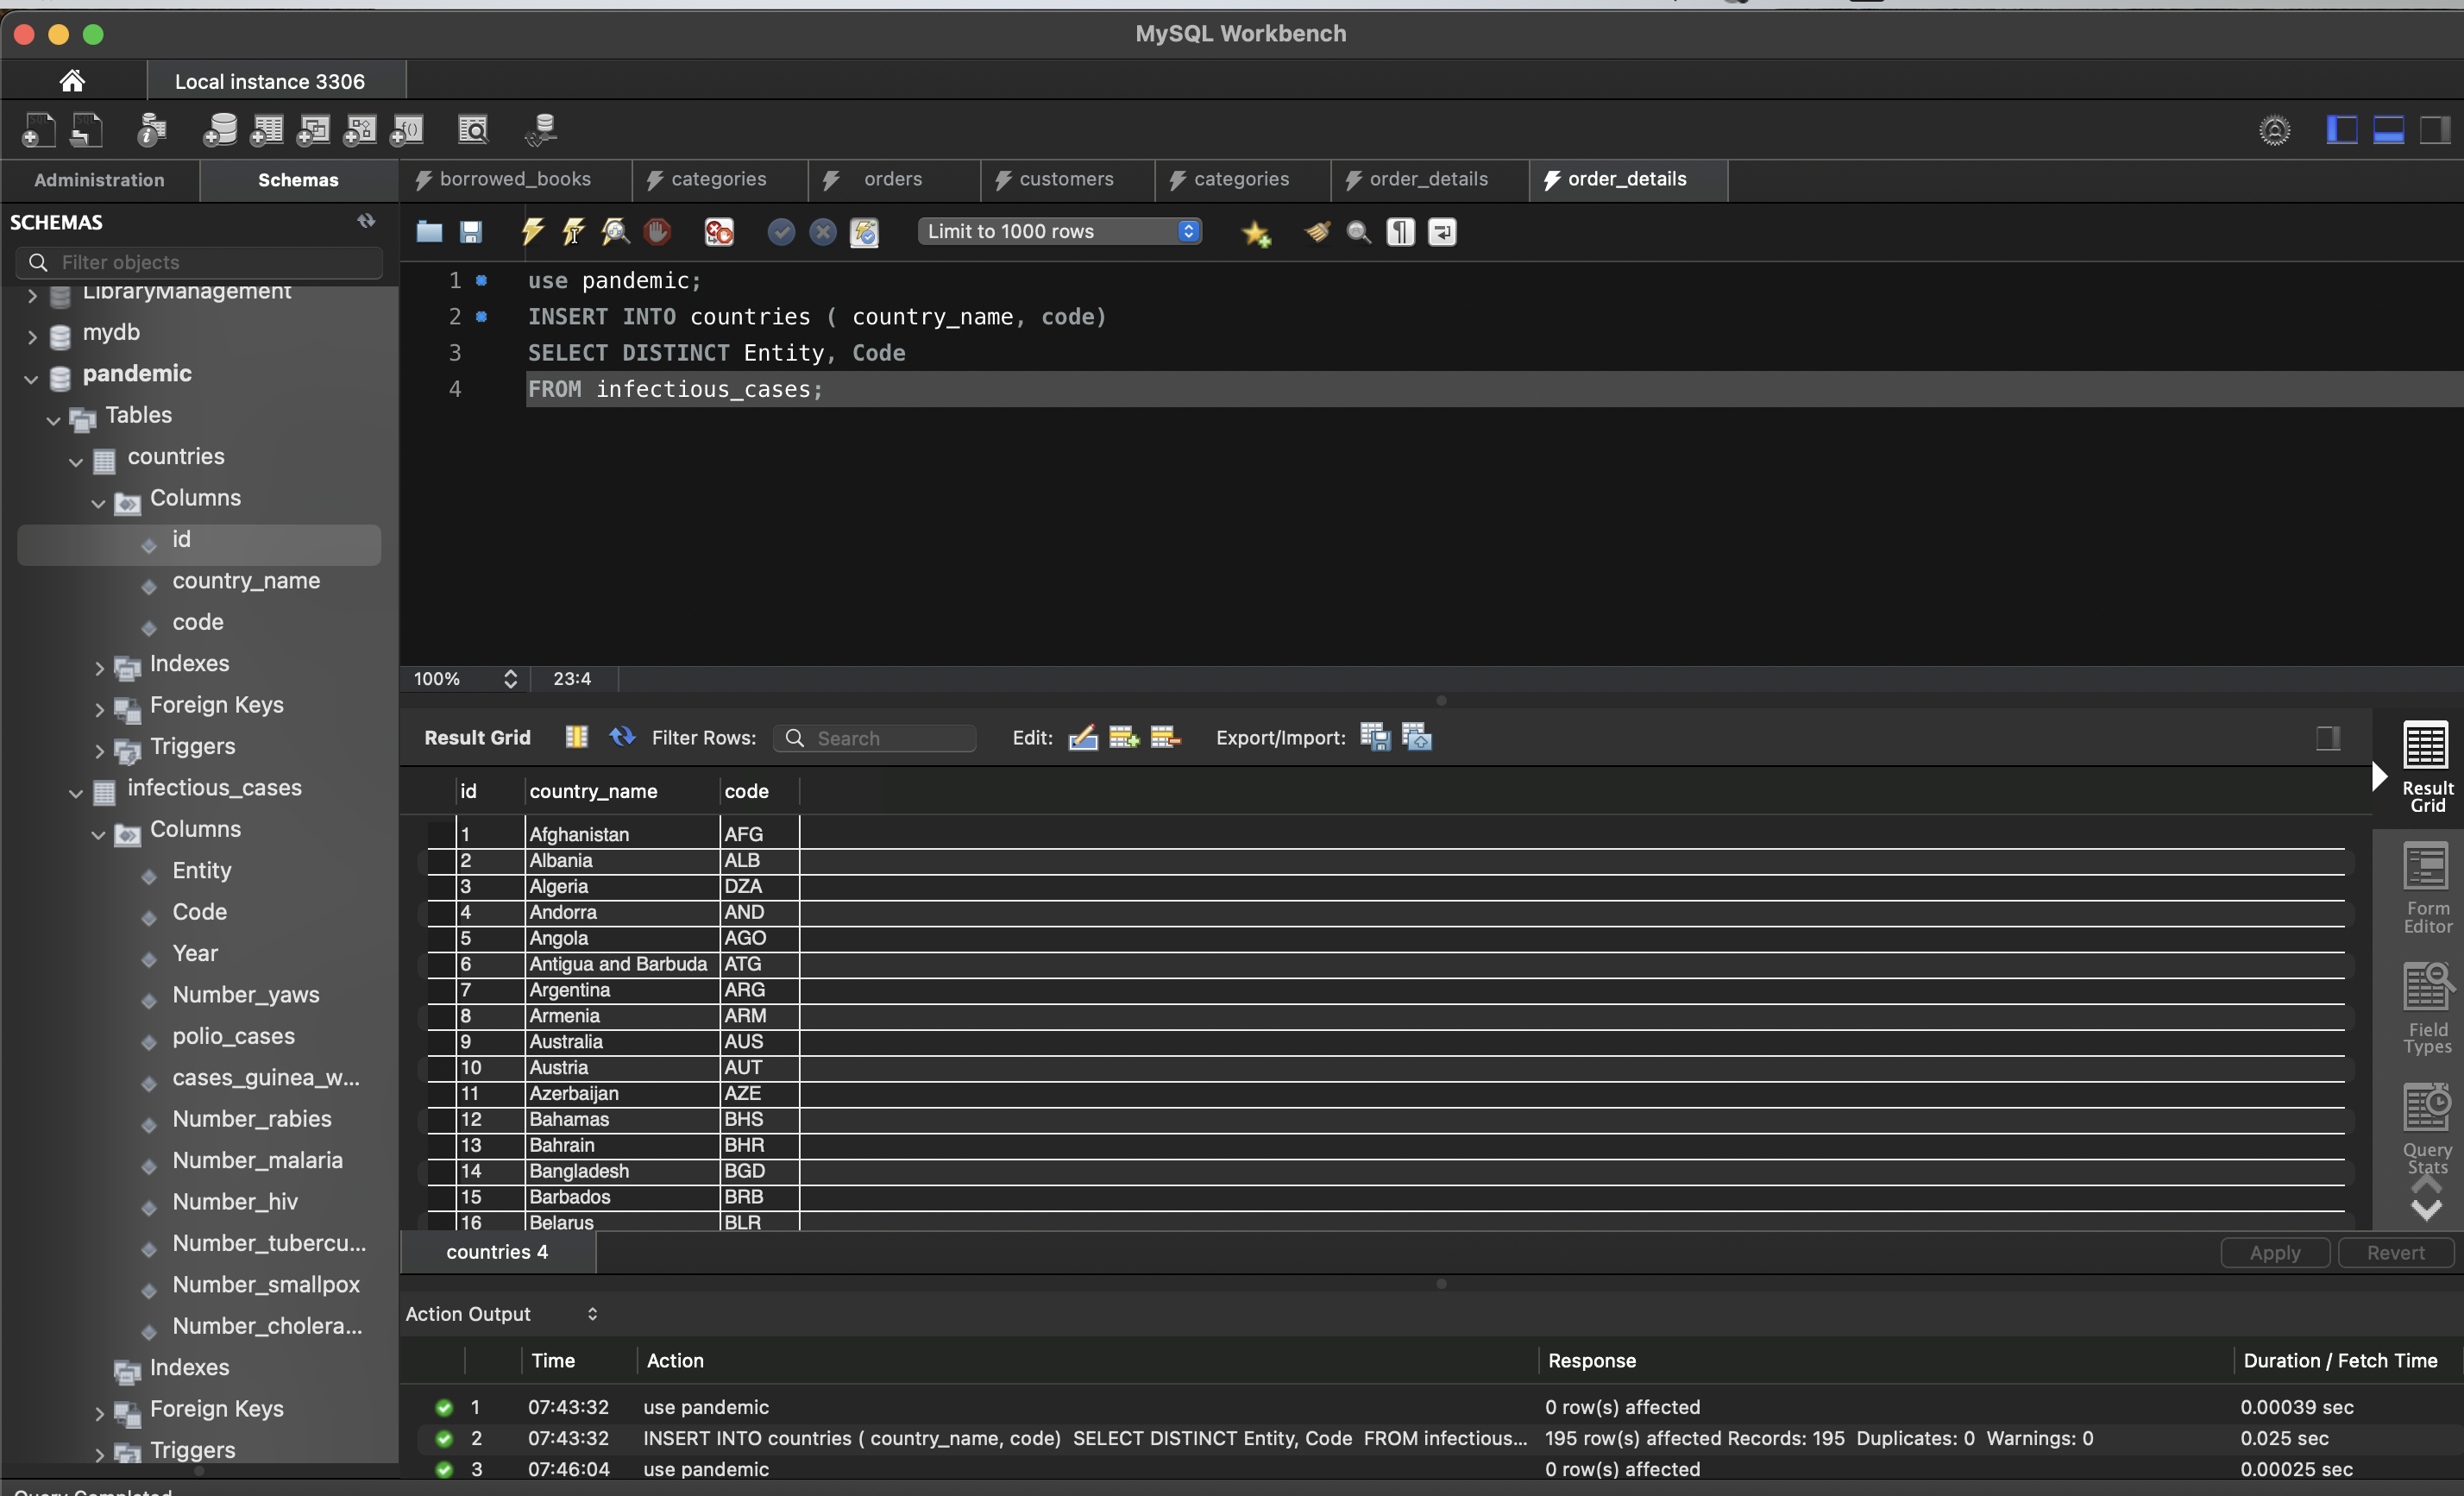 MySQL Workbench
Local instance 3306
Administration
Schemas
borrowed_books
categories
orders
customers
categories
order_details
order_details
SCHEMAS
Filter objects
LibraryManagement
mydb
pandemic
Tables
countries
Columns
id
country_name
code
Indexes
Foreign Keys
Triggers
infectious_cases
Columns
Entity
Code
Year
Number_yaws
polio_cases
cases_guinea_w...
Number_rabies
Number_malaria
Number_hiv
Number_tubercu...
Number_smallpox
Number_cholera...
Indexes
Foreign Keys
Triggers
Limit to 1000 rows
1 use pandemic;
2 INSERT INTO countries ( country_name, code)
3 SELECT DISTINCT Entity, Code
4 FROM infectious_cases;
100% 23:4
Result Grid Filter Rows: Search Edit: Export/Import:
id country_name code
1 Afghanistan AFG
2 Albania ALB
3 Algeria DZA
4 Andorra AND
5 Angola AGO
6 Antigua and Barbuda ATG
7 Argentina ARG
8 Armenia ARM
9 Australia AUS
10 Austria AUT
11 Azerbaijan AZE
12 Bahamas BHS
13 Bahrain BHR
14 Bangladesh BGD
15 Barbados BRB
16 Belarus BLR
Result
Grid
Form
Editor
Field
Types
Query
Stats
countries 4
Apply Revert
Action Output
Time Action Response Duration / Fetch Time
1 07:43:32 use pandemic 0 row(s) affected 0.00039 sec
2 07:43:32 INSERT INTO countries ( country_name, code) SELECT DISTINCT Entity, Code FROM infectious... 195 row(s) affected Records: 195 Duplicates: 0 Warnings: 0 0.025 sec
3 07:46:04 use pandemic 0 row(s) affected 0.00025 sec
Query Completed